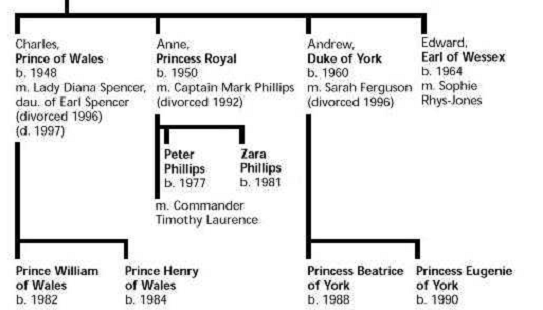 Charles,
Prince of Wales
b. 1948
m. Lady Diana Spencer,
dau. of Earl Spencer
(divorced 1996)
(d. 1997)
Anne,
Princess Royal
b. 1950
m. Captain Mark Phillips
(divorced 1992)
Andrew,
Duke of York
b. 1960
m. Sarah Ferguson
(divorced 1996)
Edward,
Earl of Wessex
b. 1964
m. Sophie
Rhys-Jones
Peter
Phillips
b. 1977
Zara
Phillips
b. 1981
m. Commander
Timothy Laurence
Prince William
of Wales
b. 1982
Prince Henry
of Wales
b. 1984
Princess Beatrice
of York
b. 1988
Princess Eugenie
of York
b. 1990